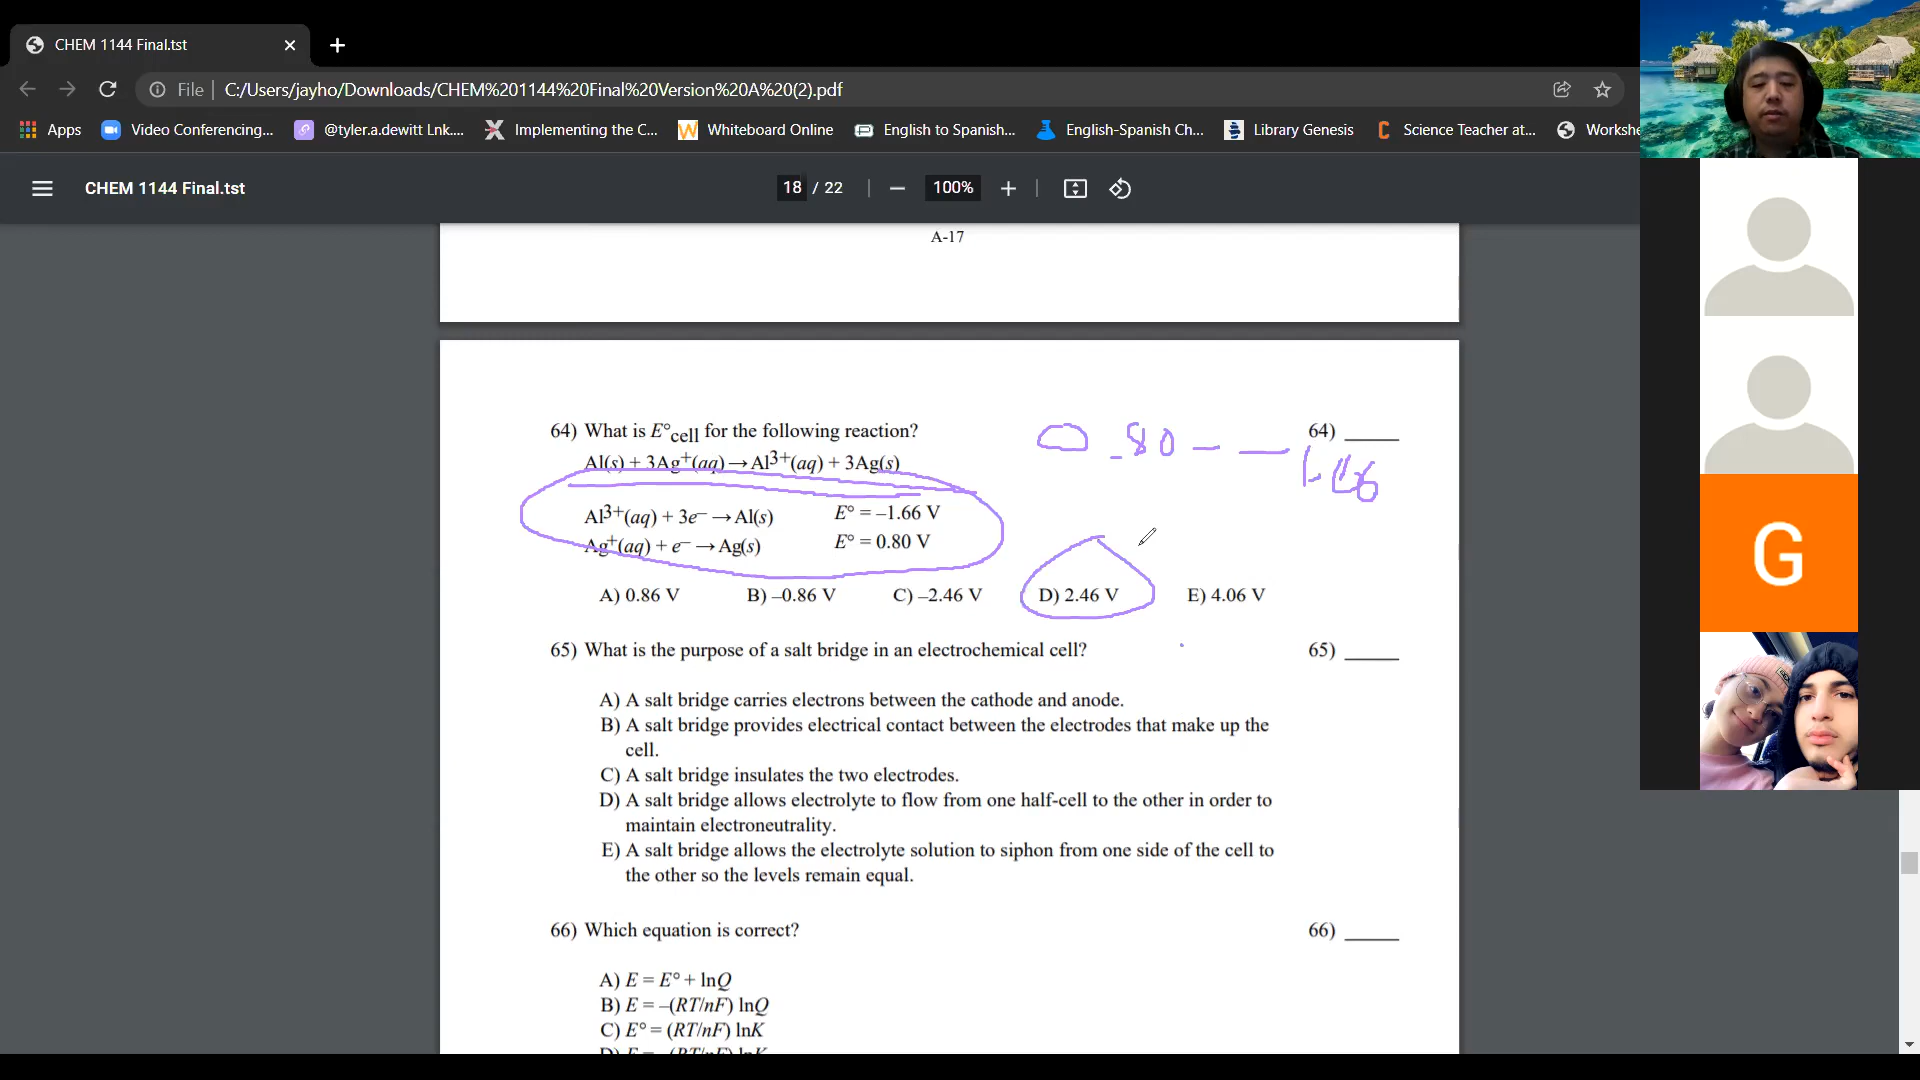 CHEM 1144 Final.tst
File C:/Users/jayho/Downloads/CHEM%201144%20Final%20Version%20A%20(2).pdf
Apps Video Conferencing... @tyler.a.dewitt Lnk.... Implementing the C... Whiteboard Online English to Spanish... English-Spanish Ch... Library Genesis Science Teacher at... Workshe
CHEM 1144 Final.tst 18 / 22 100%
A-17
64) What is E°cell for the following reaction? 64) _____
0.80 - -1.66
Al(s) + 3Ag+(aq) → Al3+(aq) + 3Ag(s)
Al3+(aq) + 3e– → Al(s) E° = –1.66 V
Ag+(aq) + e– → Ag(s) E° = 0.80 V
A) 0.86 V B) –0.86 V C) –2.46 V D) 2.46 V E) 4.06 V
65) What is the purpose of a salt bridge in an electrochemical cell? 65) _____
A) A salt bridge carries electrons between the cathode and anode.
B) A salt bridge provides electrical contact between the electrodes that make up the
cell.
C) A salt bridge insulates the two electrodes.
D) A salt bridge allows electrolyte to flow from one half-cell to the other in order to
maintain electroneutrality.
E) A salt bridge allows the electrolyte solution to siphon from one side of the cell to
the other so the levels remain equal.
66) Which equation is correct? 66) _____
A) E = E° + lnQ
B) E = –(RT/nF) lnQ
C) E° = (RT/nF) lnK
G